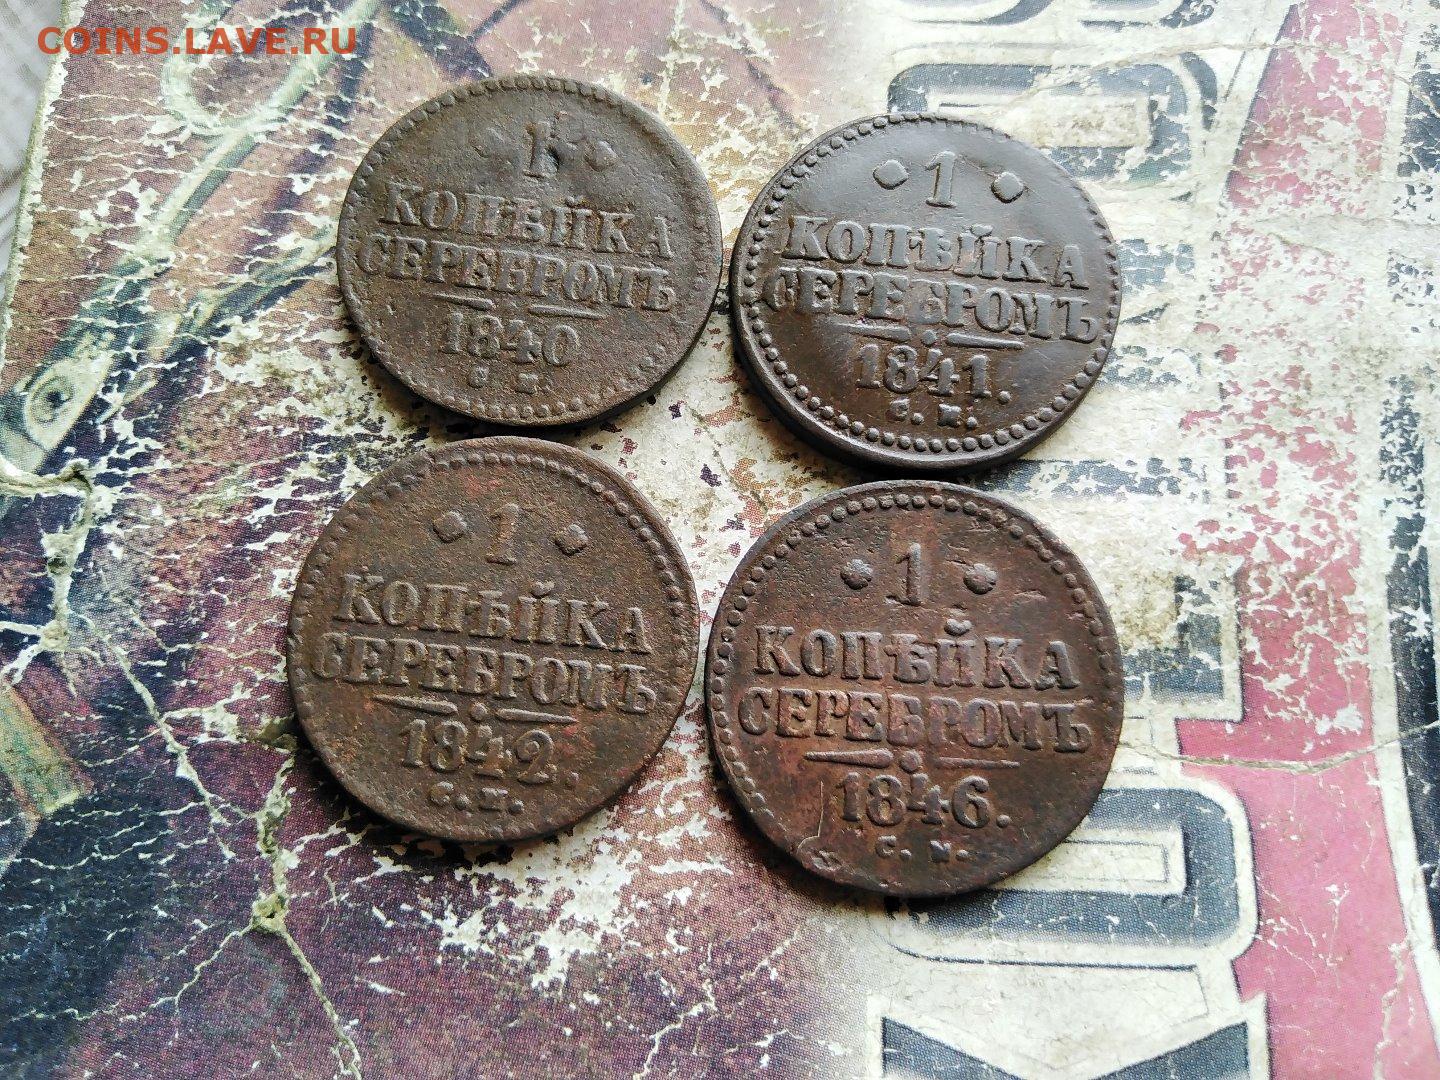 COINS.LAVE.RU
1
КОПѢЙКА
СЕРЕБРОМЪ
1840
1
КОПѢЙКА
СЕРЕБРОМЪ
1841.
С. М.
1
КОПѢЙКА
СЕРЕБРОМЪ
1842.
С. М.
1
КОПѢЙКА
СЕРЕБРОМЪ
1846.
С. М.